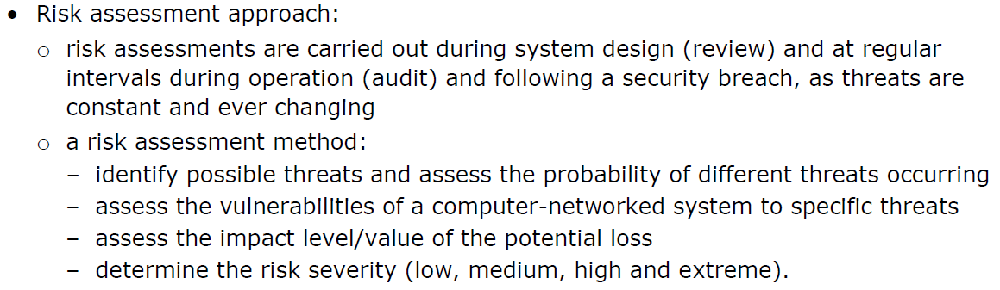 • Risk assessment approach:
o risk assessments are carried out during system design (review) and at regular
intervals during operation (audit) and following a security breach, as threats are
constant and ever changing
o a risk assessment method:
– identify possible threats and assess the probability of different threats occurring
– assess the vulnerabilities of a computer-networked system to specific threats
– assess the impact level/value of the potential loss
– determine the risk severity (low, medium, high and extreme).